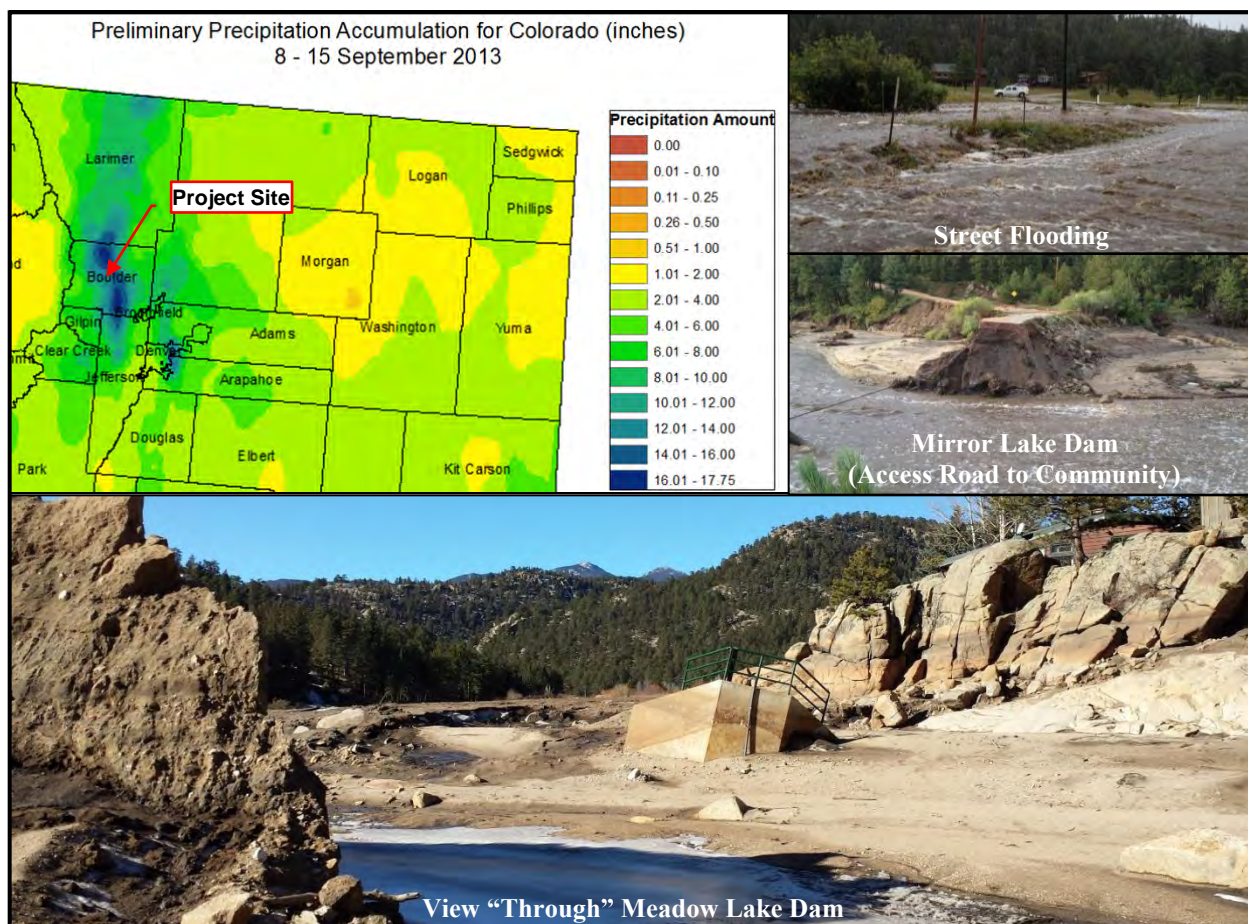 Preliminary Precipitation Accumulation for Colorado (inches)
8 - 15 September 2013
Larimer
Project Site
Boulder
Gilpin
Broomfield
Clear Creek
Denver
Jefferson
Adams
Arapahoe
Douglas
Elbert
Park
Logan
Sedgwick
Phillips
Morgan
Washington
Yuma
Kit Carson
Precipitation Amount
0.00
0.01 - 0.10
0.11 - 0.25
0.26 - 0.50
0.51 - 1.00
1.01 - 2.00
2.01 - 4.00
4.01 - 6.00
6.01 - 8.00
8.01 - 10.00
10.01 - 12.00
12.01 - 14.00
14.01 - 16.00
16.01 - 17.75
Street Flooding
Mirror Lake Dam
(Access Road to Community)
View “Through” Meadow Lake Dam